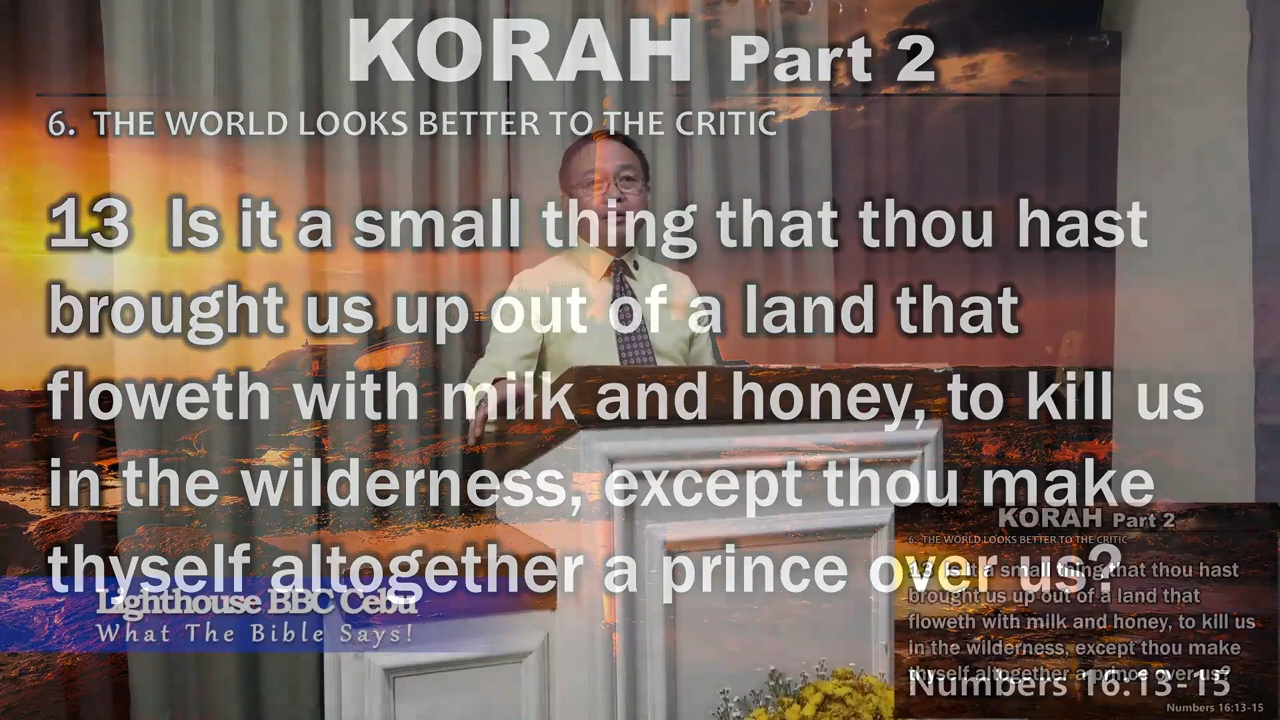 KORAH Part 2
6. THE WORLD LOOKS BETTER TO THE CRITIC
13 Is it a small thing that thou hast
brought us up out of a land that
floweth with milk and honey, to kill us
in the wilderness, except thou make
thyself altogether a prince over us?
Lighthouse BBC Cebu
What The Bible Says!
KORAH Part 2
6. THE WORLD LOOKS BETTER TO THE CRITIC
13 Is it a small thing that thou hast
brought us up out of a land that
floweth with milk and honey, to kill us
in the wilderness, except thou make
thyself altogether a prince over us?
Numbers 16:13-15
Numbers 16:13-15